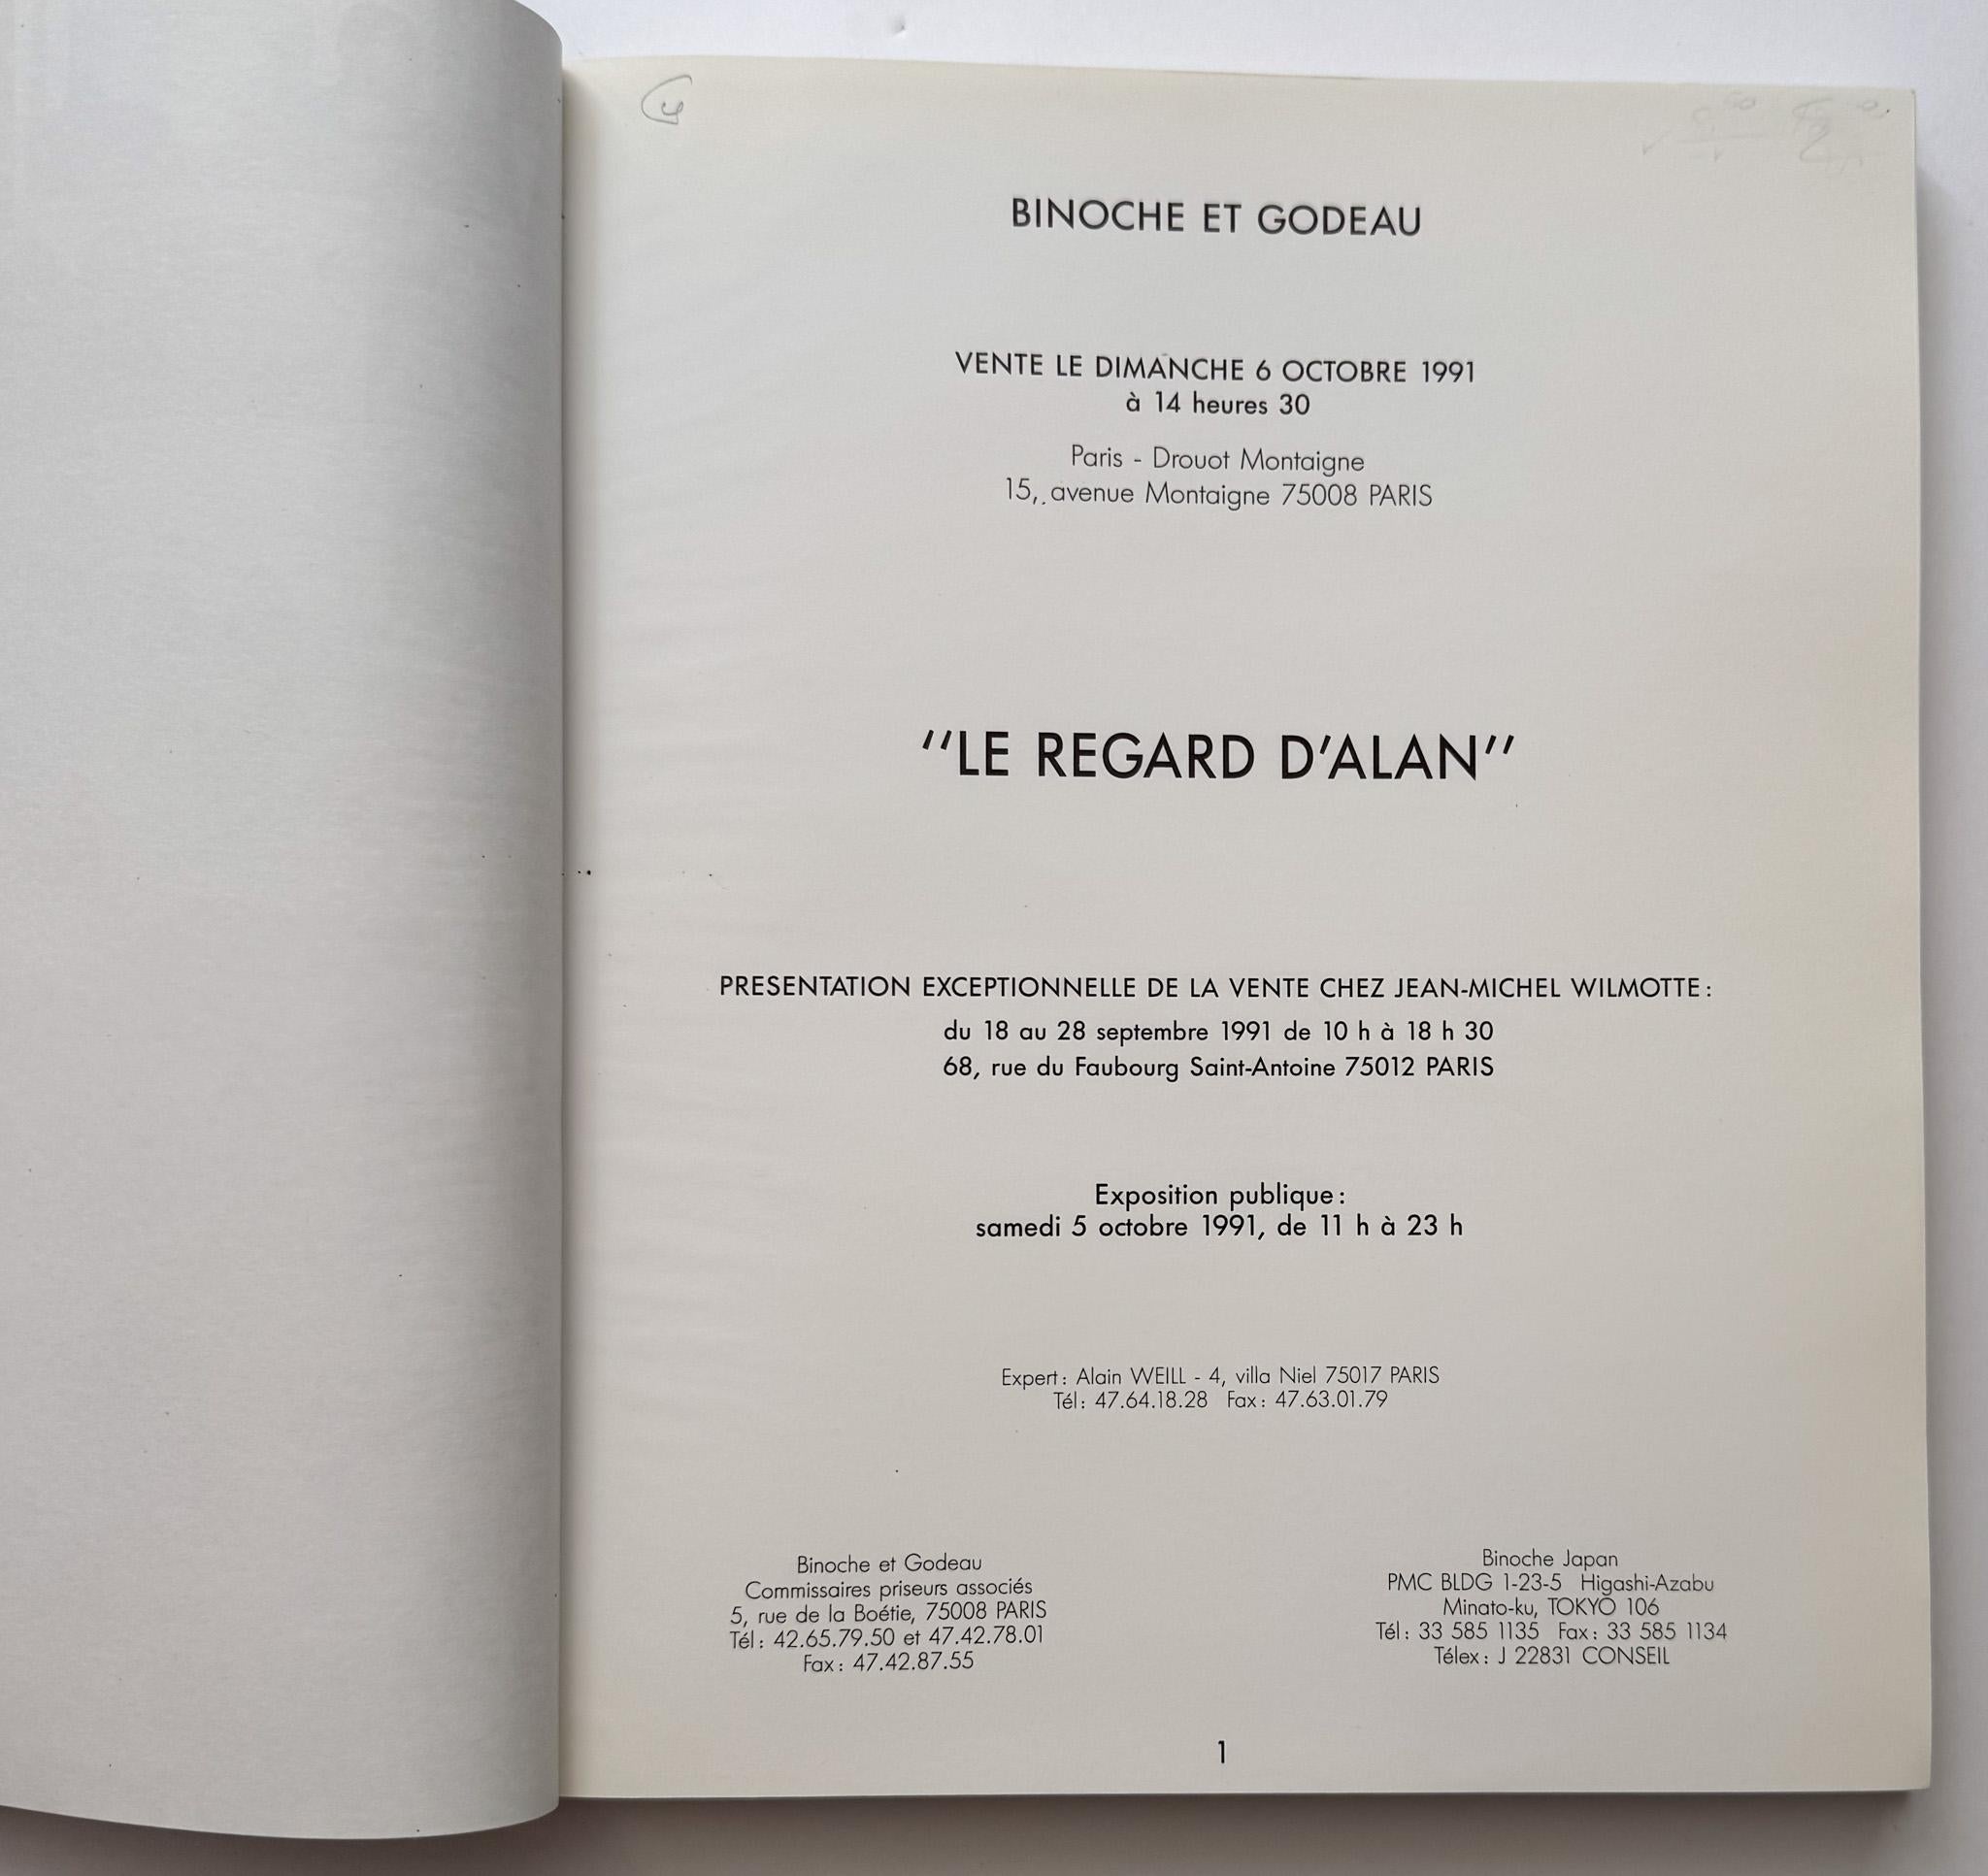 BINOCHE ET GODEAU
VENTE LE DIMANCHE 6 OCTOBRE 1991
à 14 heures 30
Paris - Drouot Montaigne
15, avenue Montaigne 75008 PARIS
"LE REGARD D'ALAN"
PRESENTATION EXCEPTIONNELLE DE LA VENTE CHEZ JEAN-MICHEL WILMOTTE :
du 18 au 28 septembre 1991 de 10 h à 18 h 30
68, rue du Faubourg Saint-Antoine 75012 PARIS
Exposition publique :
samedi 5 octobre 1991, de 11 h à 23 h
Expert : Alain WEILL - 4, villa Niel 75017 PARIS
Tél : 47.64.18.28 Fax : 47.63.01.79
Binoche et Godeau
Commissaires priseurs associés
5, rue de la Boétie, 75008 PARIS
Tél : 42.65.79.50 et 47.42.78.01
Fax : 47.42.87.55
Binoche Japan
PMC BLDG 1-23-5 Higashi-Azabu
Minato-ku, TOKYO 106
Tél : 33 585 1135 Fax : 33 585 1134
Télex : J 22831 CONSEIL
1